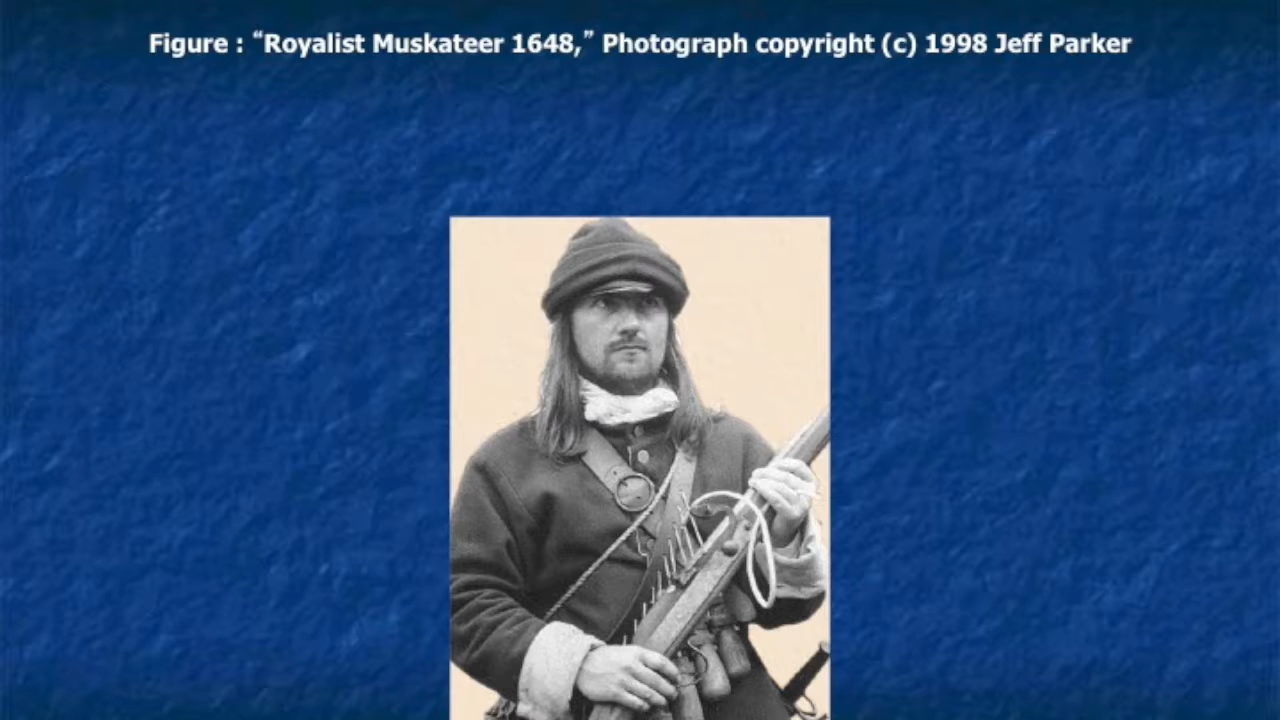 Figure : “Royalist Muskateer 1648,” Photograph copyright (c) 1998 Jeff Parker